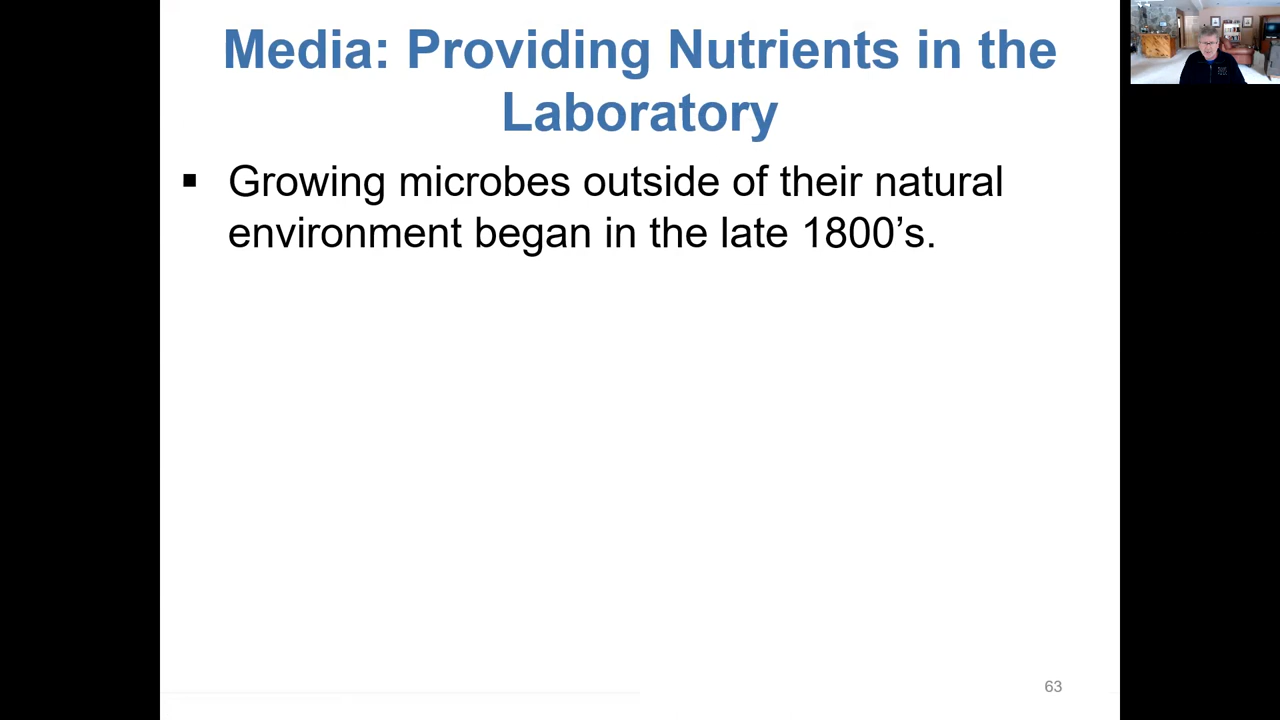 Media: Providing Nutrients in the
Laboratory
▪ Growing microbes outside of their natural
environment began in the late 1800’s.
63